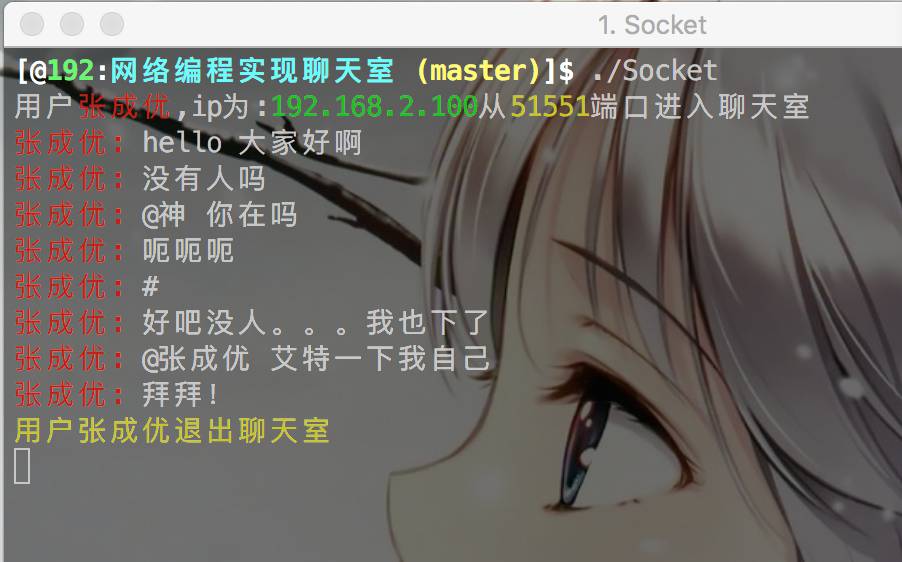 1. Socket
[@192:网络编程实现聊天室 (master)]$ ./Socket
用户张成优,ip为:192.168.2.100从51551端口进入聊天室
张成优: hello 大家好啊
张成优: 没有人吗
张成优: @神 你在吗
张成优: 呃呃呃
张成优: #
张成优: 好吧没人。。。我也下了
张成优: @张成优 艾特一下我自己
张成优: 拜拜!
用户张成优退出聊天室